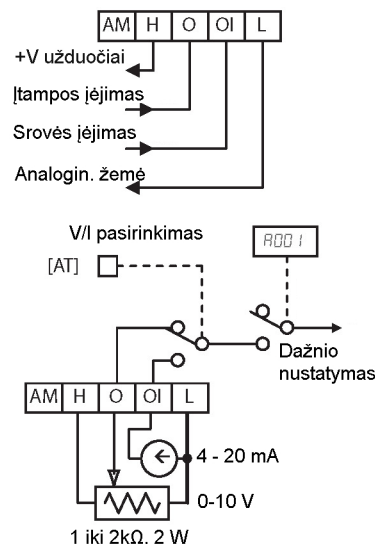 AM H O OI L
+V užduočiai
Įtampos įėjimas
Srovės įėjimas
Analogin. žemė
V/I pasirinkimas
A001
[AT]
Dažnio
nustatymas
AM H O OI L
4 - 20 mA
0-10 V
1 iki 2kΩ, 2 W